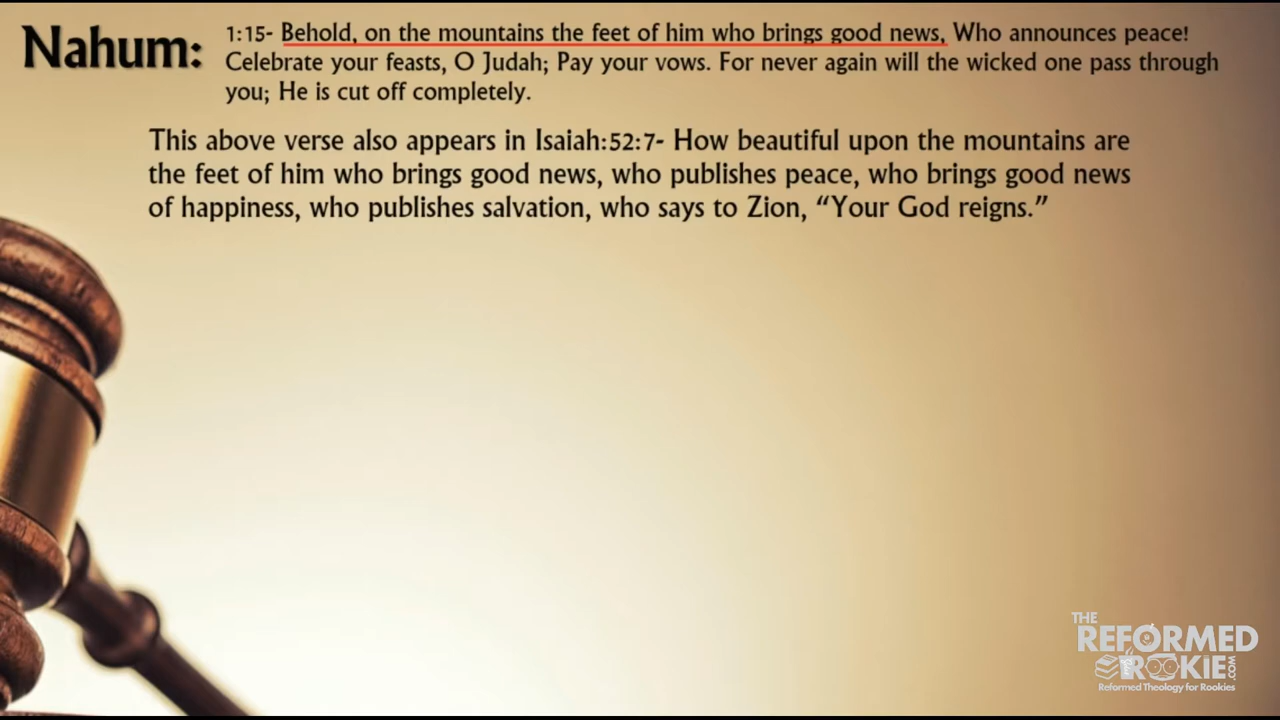 Nahum:
1:15- Behold, on the mountains the feet of him who brings good news, Who announces peace!
Celebrate your feasts, O Judah; Pay your vows. For never again will the wicked one pass through
you; He is cut off completely.
This above verse also appears in Isaiah:52:7- How beautiful upon the mountains are
the feet of him who brings good news, who publishes peace, who brings good news
of happiness, who publishes salvation, who says to Zion, “Your God reigns.”
THE
REFORMED
ROOKIE.COM
Reformed Theology for Rookies